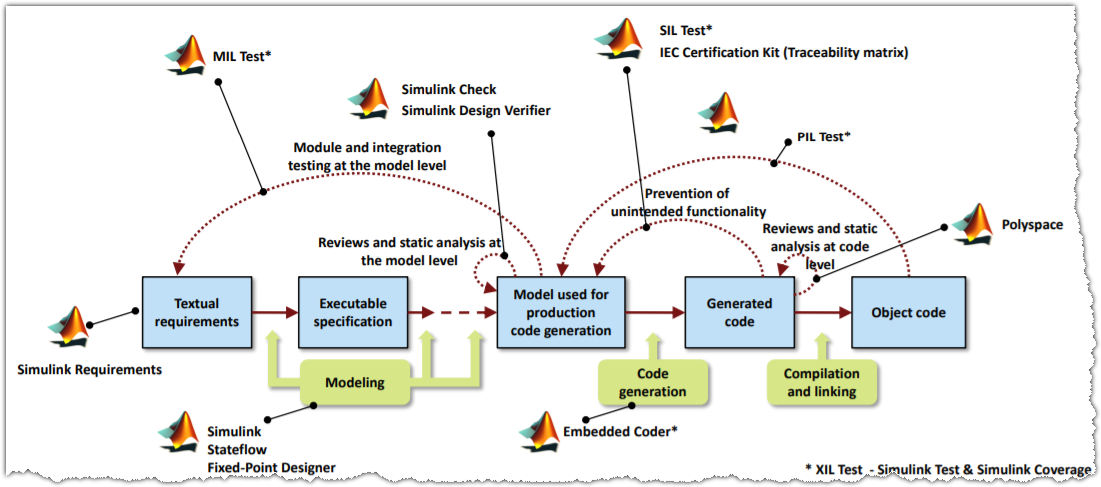 MIL Test*
SIL Test*
IEC Certification Kit (Traceability matrix)
Simulink Check
Simulink Design Verifier
PIL Test*
Module and integration
testing at the model level
Prevention of
unintended functionality
Reviews and static analysis at
the model level
Reviews and static
analysis at code
level
Polyspace
Textual
requirements
Executable
specification
Model used for
production
code generation
Generated
code
Object code
Simulink Requirements
Modeling
Code
generation
Compilation
and linking
Simulink
Stateflow
Fixed-Point Designer
Embedded Coder*
* XIL Test - Simulink Test & Simulink Coverage